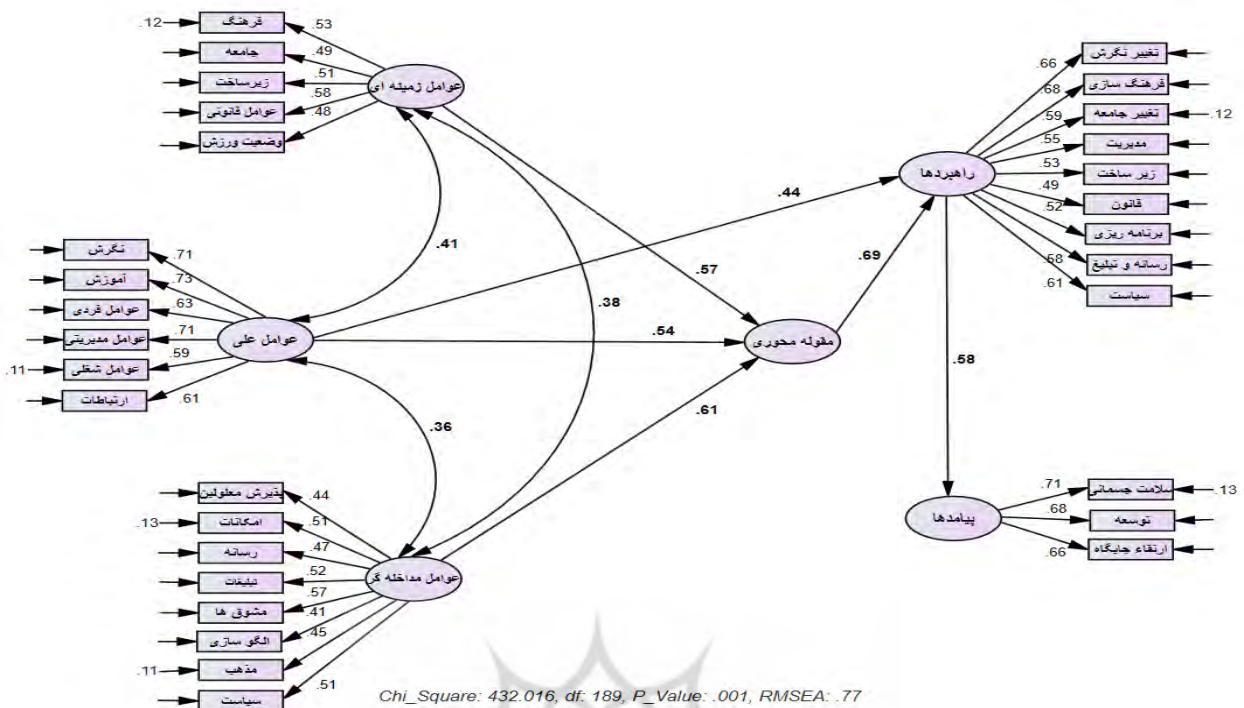 .12
فرهنگ
.53
جامعه
.49
زیرساخت
.51
عوامل قانونی
.58
وضعیت ورزش
.48
عوامل زمینه ای
نگرش
.71
آموزش
.73
عوامل فردی
.63
عوامل مدیریتی
.71
.11
عوامل شغلی
.59
ارتباطات
.61
عوامل علی
.41
.36
.38
پذیرش معلولین
.44
.13
امکانات
.51
رسانه
.47
تبلیغات
.52
مشوق ها
.57
الگو سازی
.41
.11
مذهب
.45
سیاست
.51
عوامل مداخله گر
.44
.57
.54
.61
مقوله محوری
.69
راهبردها
.66
تغییر نگرش
.68
فرهنگ سازی
.59
تغییر جامعه
.12
.55
مدیریت
.53
زیر ساخت
.49
قانون
.52
برنامه ریزی
.58
رسانه و تبلیغ
.61
سیاست
.58
پیامدها
.71
سلامت جسمانی
.13
.68
توسعه
.66
ارتقاء جایگاه
Chi_Square: 432.016, df: 189, P_Value: .001, RMSEA: .77